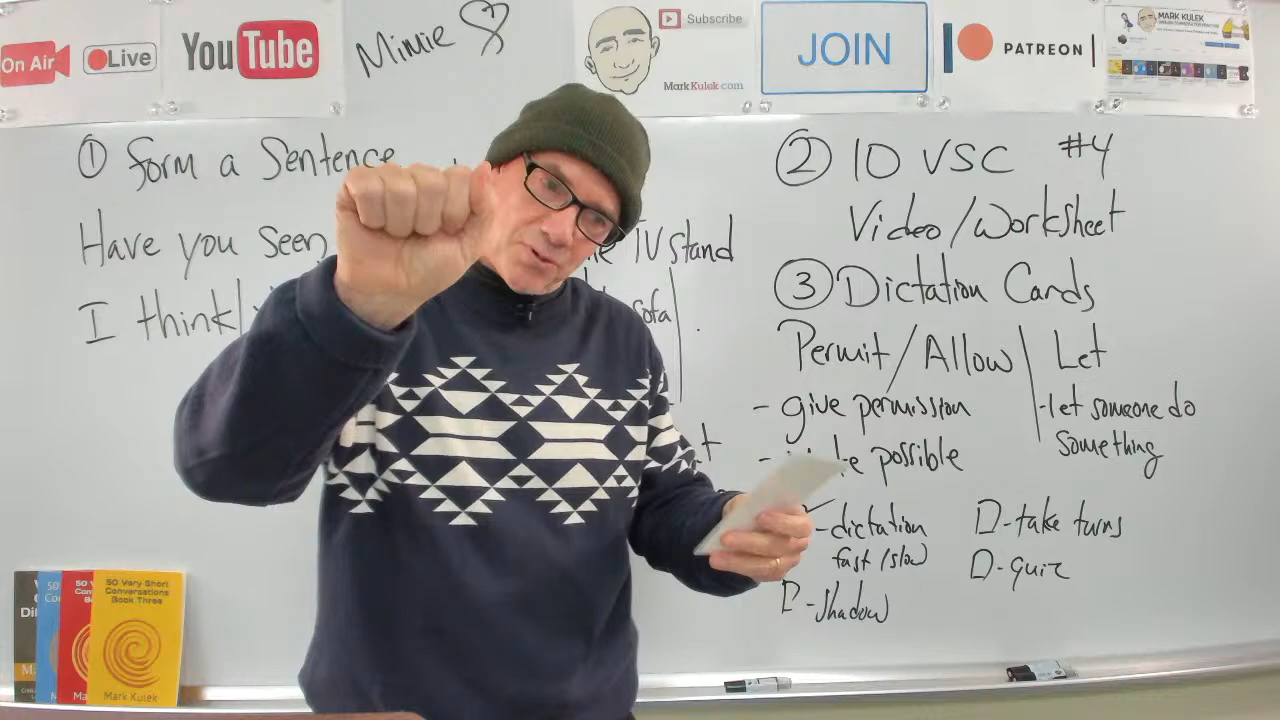 On Air
Live
YouTube
Mimie
Subscribe
MarkKulek.com
JOIN
PATREON
MARK KULEK
① Form a Sentence
Have you seen
TV stand
I think
sofa
② 10 VSC #4
Video/Worksheet
③ Dictation Cards
Permit/Allow
Let
- give permission
- let someone do
something
possible
- dictation
fast/slow
D - take turns
D - quiz
D - shadow
50 Very Short
Conversations
Book Three
Mark Kulek